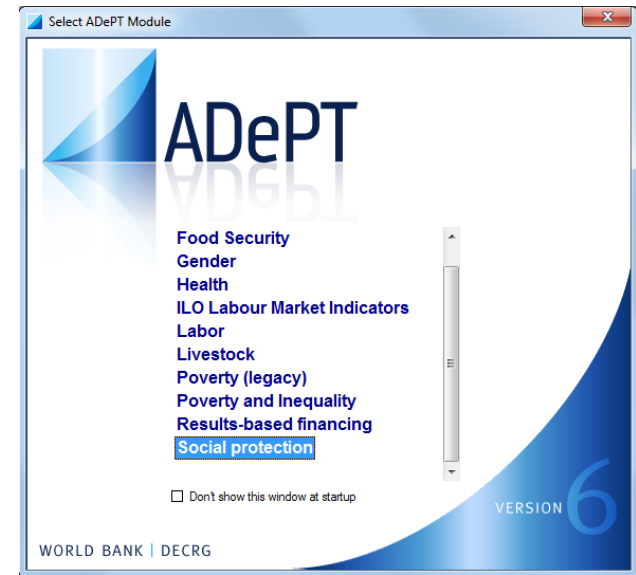 Select ADePT Module
x
ADePT
Food Security
Gender
Health
ILO Labour Market Indicators
Labor
Livestock
Poverty (legacy)
Poverty and Inequality
Results-based financing
Social protection
Don't show this window at startup
VERSION 6
WORLD BANK | DECRG